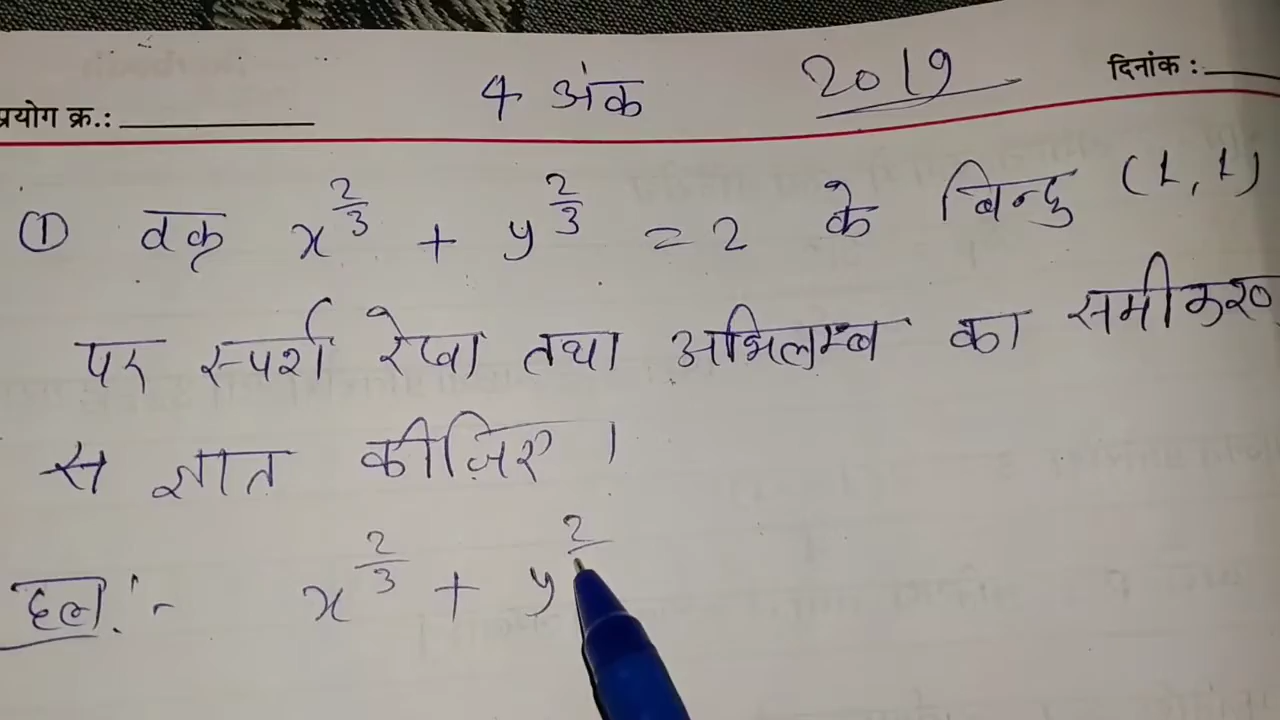 4 अंक 2019 दिनांक :
प्रयोग क्र.:
① वक्र x^{2/3} + y^{2/3} = 2 के बिन्दु (1,1)
पर स्पर्श रेखा तथा अभिलम्ब का समीकरण
स ज्ञात कीजिए ।
हल :- x^{2/3} + y^2